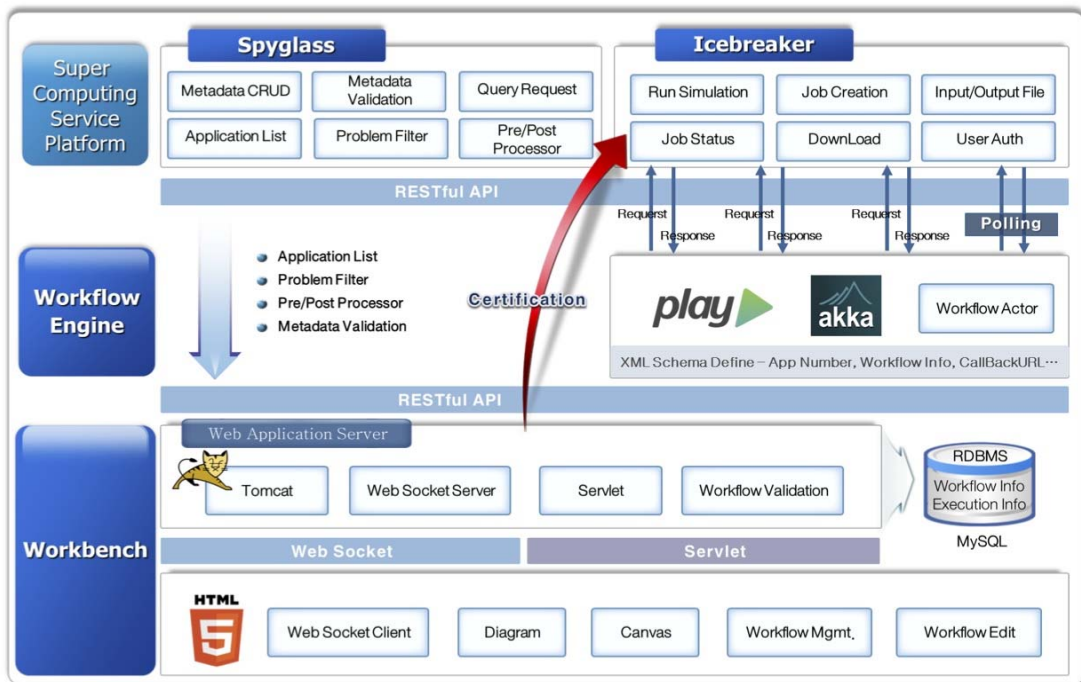 Super
Computing
Service
Platform
Spyglass
Metadata CRUD
Metadata
Validation
Query Request
Application List
Problem Filter
Pre/Post
Processor
Icebreaker
Run Simulation
Job Creation
Input/Output File
Job Status
DownLoad
User Auth
RESTful API
Requerst
Response
Requerst
Response
Requerst
Response
Polling
Workflow
Engine
Application List
Problem Filter
Pre/Post Processor
Metadata Validation
Certification
play
akka
Workflow Actor
XML Schema Define – App Number, Workflow Info, CallBackURL…
RESTful API
Workbench
Web Application Server
Tomcat
Web Socket Server
Servlet
Workflow Validation
RDBMS
Workflow Info
Execution Info
MySQL
Web Socket
Servlet
HTML
5
Web Socket Client
Diagram
Canvas
Workflow Mgmt.
Workflow Edit